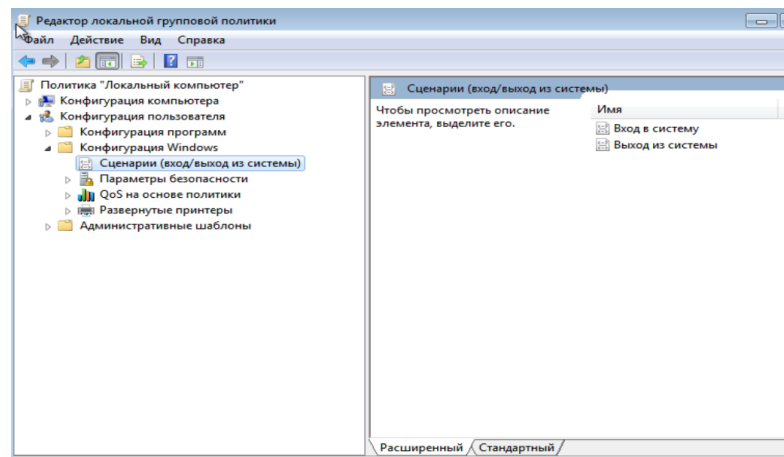 Редактор локальной групповой политики
Файл Действие Вид Справка
Политика "Локальный компьютер"
Конфигурация компьютера
Конфигурация пользователя
Конфигурация программ
Конфигурация Windows
Сценарии (вход/выход из системы)
Параметры безопасности
QoS на основе политики
Развернутые принтеры
Административные шаблоны
Сценарии (вход/выход из системы)
Чтобы просмотреть описание
элемента, выделите его.
Имя
Вход в систему
Выход из системы
Расширенный Стандартный